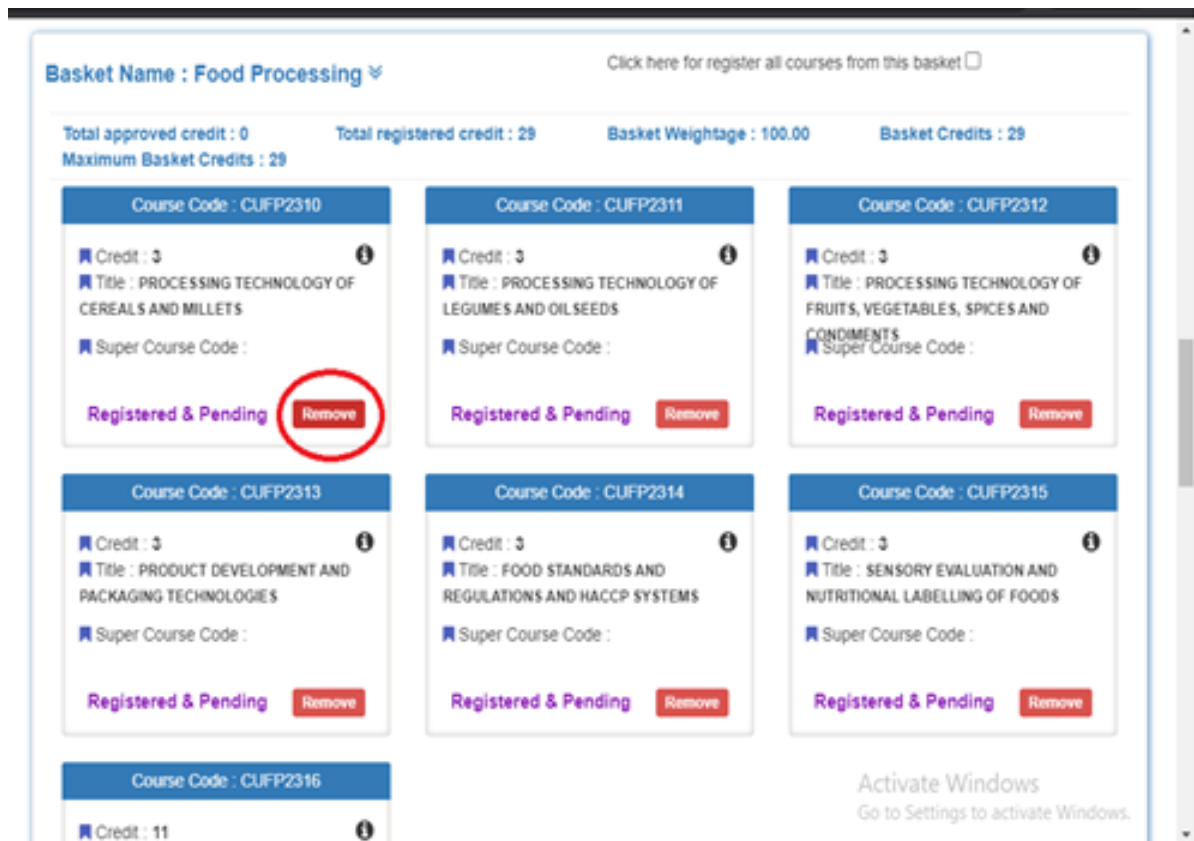 Basket Name : Food Processing
Click here for register all courses from this basket
Total approved credit : 0 Total registered credit : 29 Basket Weightage : 100.00 Basket Credits : 29
Maximum Basket Credits : 29
Course Code : CUFP2310
Credit : 3
Title : PROCESSING TECHNOLOGY OF
CEREALS AND MILLETS
Super Course Code :
Registered & Pending Remove
Course Code : CUFP2311
Credit : 3
Title : PROCESSING TECHNOLOGY OF
LEGUMES AND OILSEEDS
Super Course Code :
Registered & Pending Remove
Course Code : CUFP2312
Credit : 3
Title : PROCESSING TECHNOLOGY OF
FRUITS, VEGETABLES, SPICES AND
CONDIMENTS
Super Course Code :
Registered & Pending Remove
Course Code : CUFP2313
Credit : 3
Title : PRODUCT DEVELOPMENT AND
PACKAGING TECHNOLOGIES
Super Course Code :
Registered & Pending Remove
Course Code : CUFP2314
Credit : 3
Title : FOOD STANDARDS AND
REGULATIONS AND HACCP SYSTEMS
Super Course Code :
Registered & Pending Remove
Course Code : CUFP2315
Credit : 3
Title : SENSORY EVALUATION AND
NUTRITIONAL LABELLING OF FOODS
Super Course Code :
Registered & Pending Remove
Course Code : CUFP2316
Credit : 11
Activate Windows
Go to Settings to activate Windows.